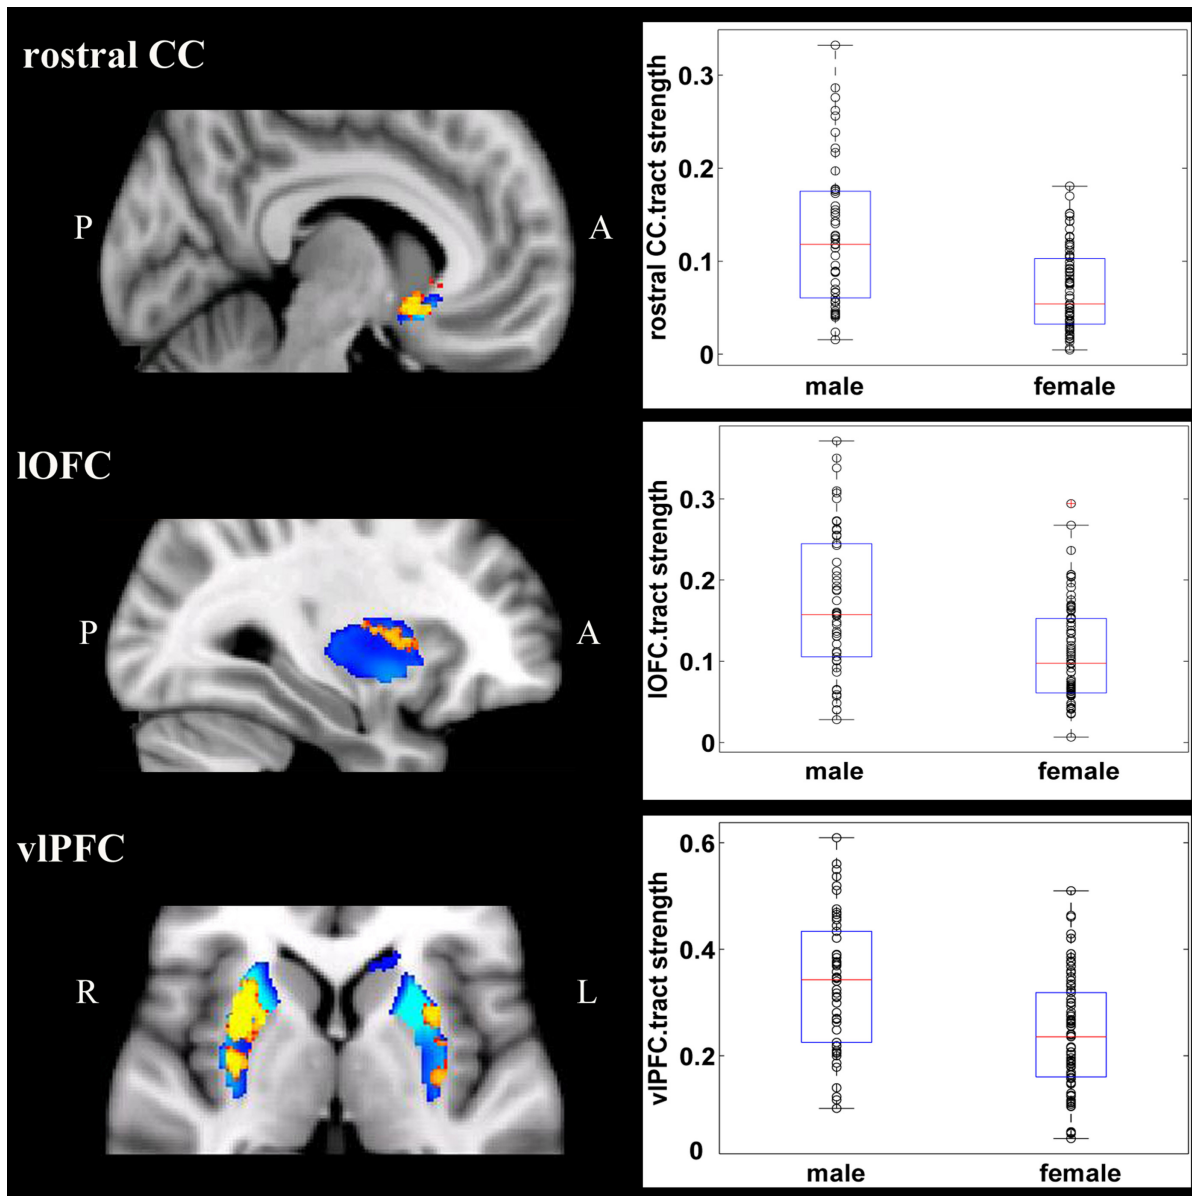 rostral CC
P
A
rostral CC.tract strength
0.3
0.2
0.1
0
male
female
lOFC
P
A
lOFC.tract strength
0.3
0.2
0.1
0
male
female
vlPFC
R
L
vlPFC.tract strength
0.6
0.4
0.2
0
male
female